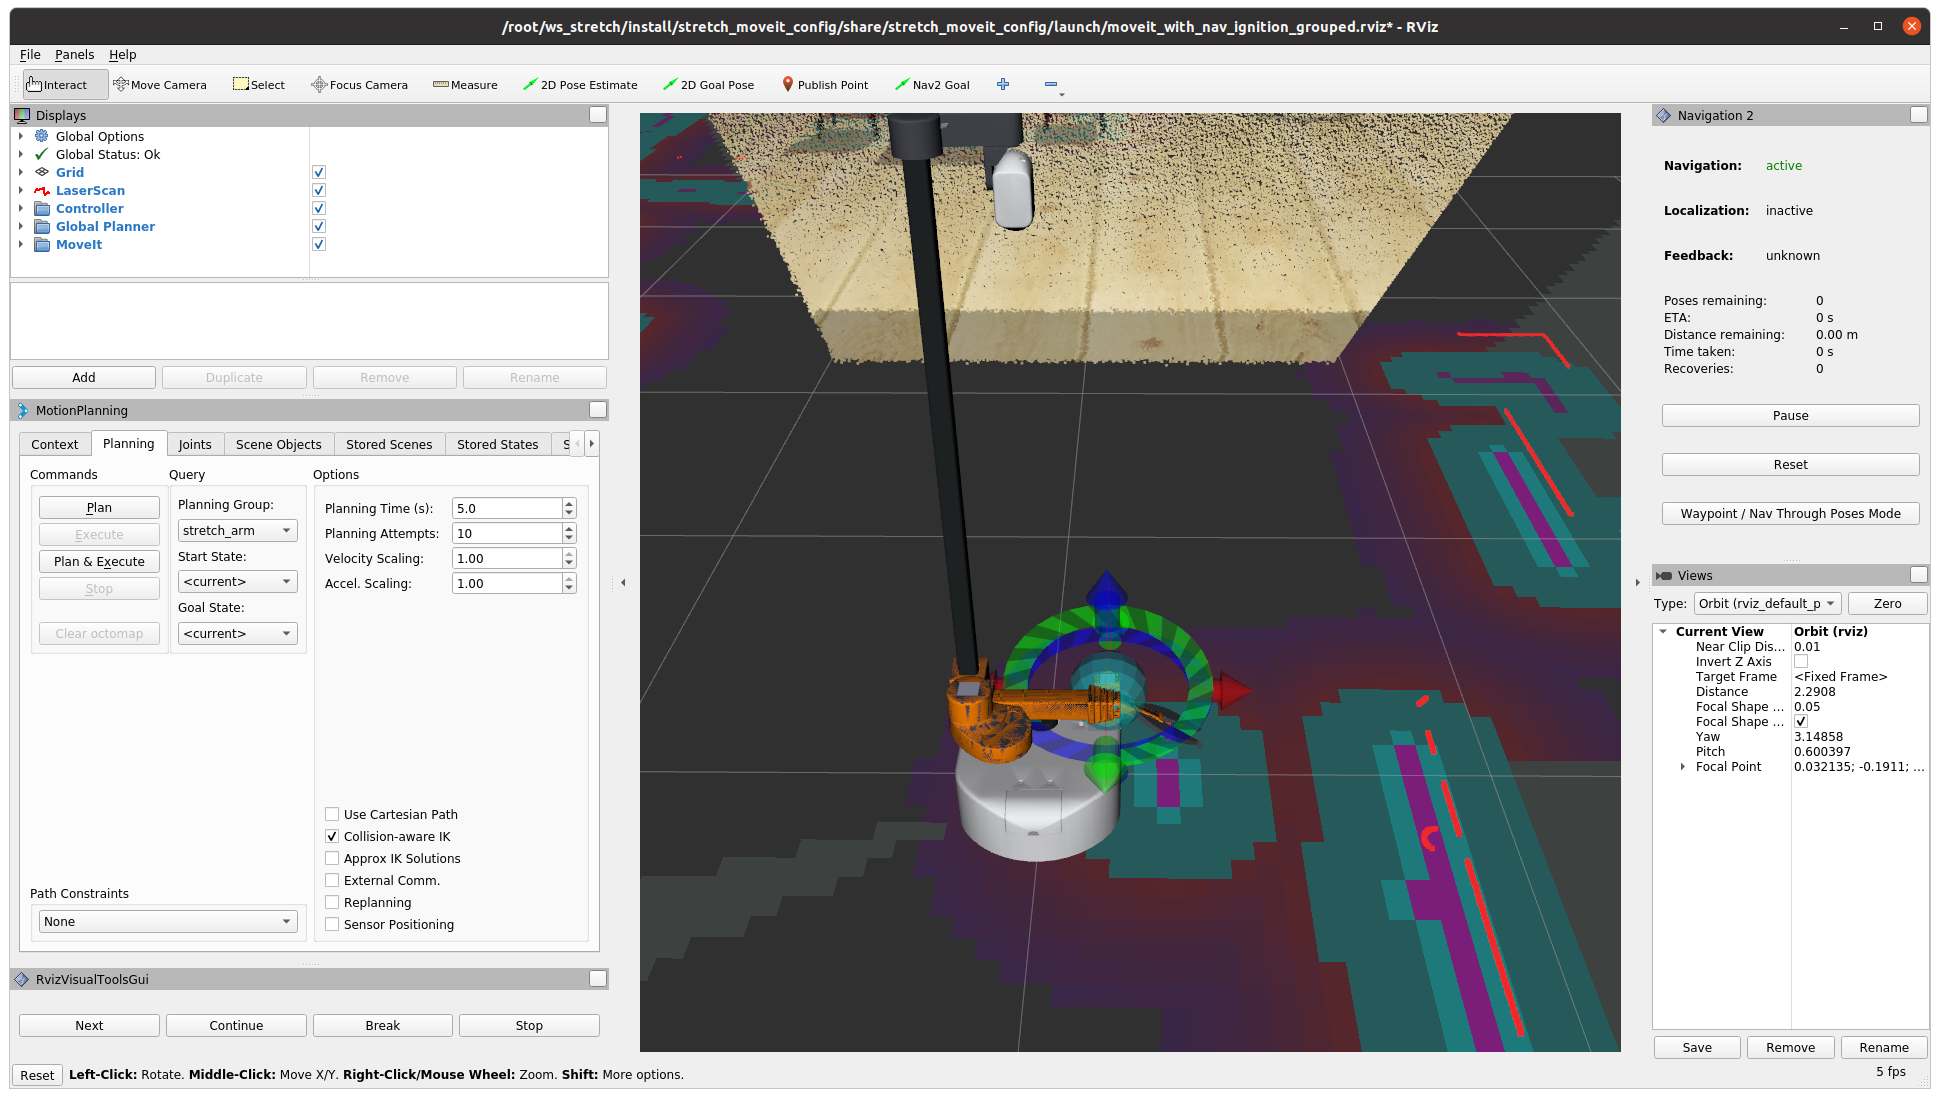 /root/ws_stretch/install/stretch_moveit_config/share/stretch_moveit_config/launch/moveit_with_nav_ignition_grouped.rviz* - RViz
File Panels Help
Interact Move Camera Select Focus Camera Measure 2D Pose Estimate 2D Goal Pose Publish Point Nav2 Goal
Displays
Global Options
Global Status: Ok
Grid
LaserScan
Controller
Global Planner
MoveIt
Add Duplicate Remove Rename
MotionPlanning
Context Planning Joints Scene Objects Stored Scenes Stored States S
Commands Query Options
Plan
Execute
Plan & Execute
Stop
Clear octomap
Planning Group:
stretch_arm
Start State:
<current>
Goal State:
<current>
Planning Time (s): 5.0
Planning Attempts: 10
Velocity Scaling: 1.00
Accel. Scaling: 1.00
Use Cartesian Path
Collision-aware IK
Approx IK Solutions
External Comm.
Replanning
Sensor Positioning
Path Constraints
None
RvizVisualToolsGui
Next Continue Break Stop
Reset Left-Click: Rotate. Middle-Click: Move X/Y. Right-Click/Mouse Wheel: Zoom. Shift: More options.
Navigation 2
Navigation: active
Localization: inactive
Feedback: unknown
Poses remaining: 0
ETA: 0 s
Distance remaining: 0.00 m
Time taken: 0 s
Recoveries: 0
Pause
Reset
Waypoint / Nav Through Poses Mode
Views
Type: Orbit (rviz_default_p Zero
Current View Orbit (rviz)
Near Clip Dis... 0.01
Invert Z Axis
Target Frame <Fixed Frame>
Distance 2.2908
Focal Shape ... 0.05
Focal Shape ...
Yaw 3.14858
Pitch 0.600397
Focal Point 0.032135; -0.1911; ...
Save Remove Rename
5 fps